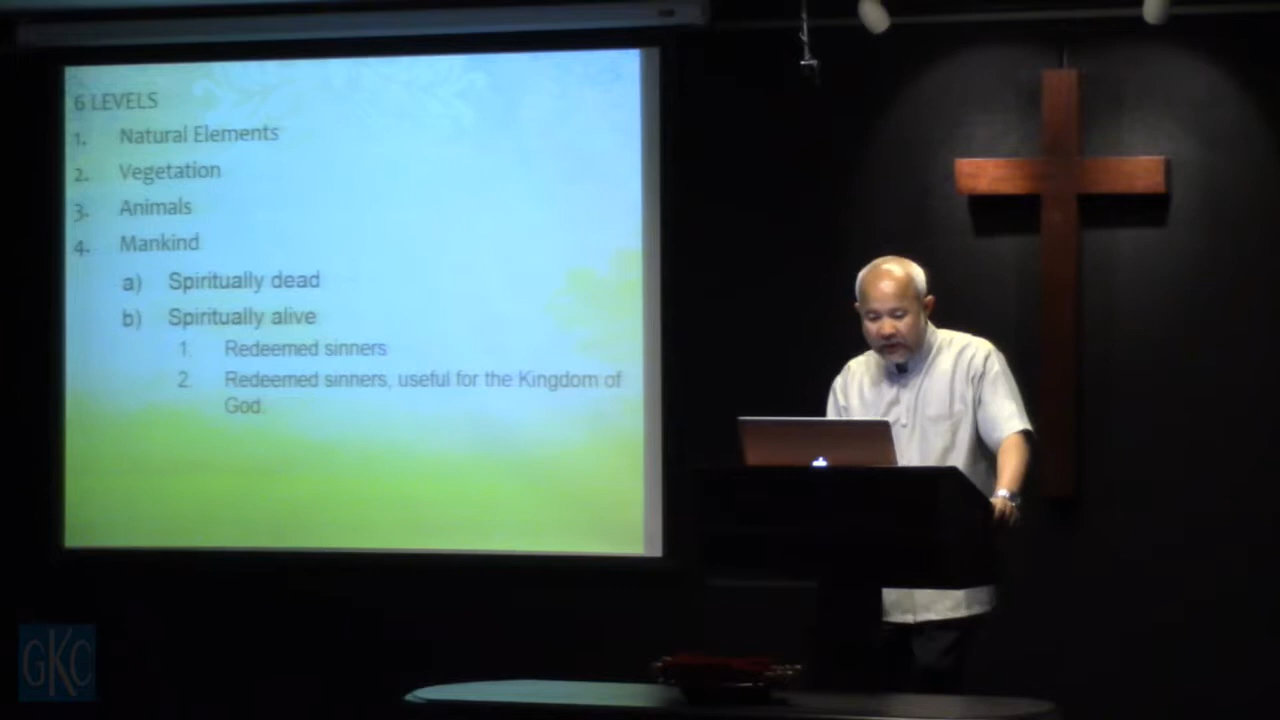 6 LEVELS
1. Natural Elements
2. Vegetation
3. Animals
4. Mankind
a) Spiritually dead
b) Spiritually alive
1. Redeemed sinners
2. Redeemed sinners, useful for the Kingdom of
God.
GKC